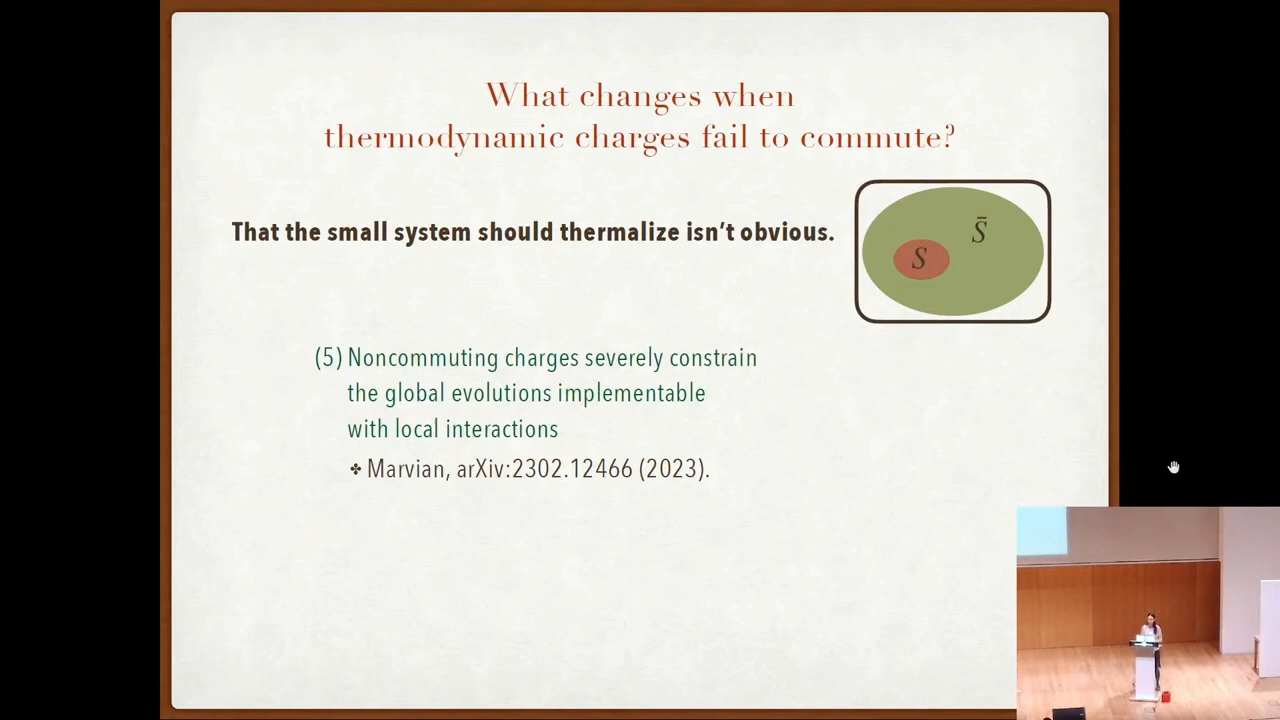 What changes when
thermodynamic charges fail to commute?
That the small system should thermalize isn't obvious.
S̄
S
(5) Noncommuting charges severely constrain
the global evolutions implementable
with local interactions
✤ Marvian, arXiv:2302.12466 (2023).